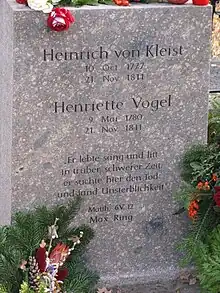 Heinrich von Kleist
10. Oct. 1777
21. Nov. 1811
Henriette Vogel
9. Mai. 1780
21. Nov. 1811
Er lebte sang und litt
in trüber, schwerer Zeit
er suchte hier den Tod
und fand Unsterblichkeit
Matth. 6 V. 12
Max Ring